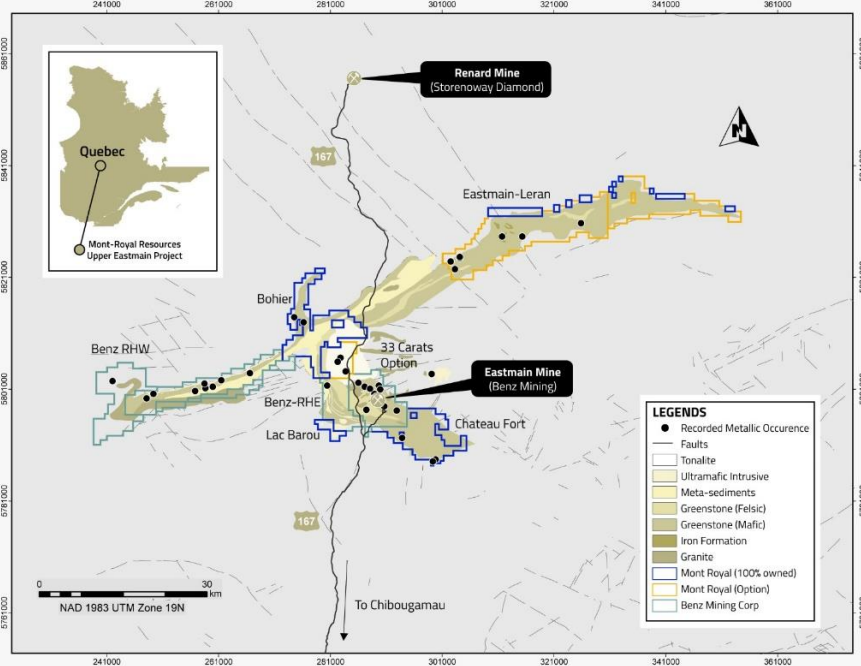 241000 261000 281000 301000 321000 341000 361000
5861000
5841000
5821000
5801000
5781000
5761000
Quebec
Mont-Royal Resources
Upper Eastmain Project
Renard Mine
(Storenoway Diamond)
N
167
Eastmain-Leran
Bohier
Benz RHW
33 Carats
Option
Eastmain Mine
(Benz Mining)
Benz-RHE
Lac Barou
Chateau Fort
167
To Chibougamau
0 30
km
NAD 1983 UTM Zone 19N
LEGENDS
Recorded Metallic Occurence
Faults
Tonalite
Ultramafic Intrusive
Meta-sediments
Greenstone (Felsic)
Greenstone (Mafic)
Iron Formation
Granite
Mont Royal (100% owned)
Mont Royal (Option)
Benz Mining Corp
241000 261000 281000 301000 321000 341000 361000